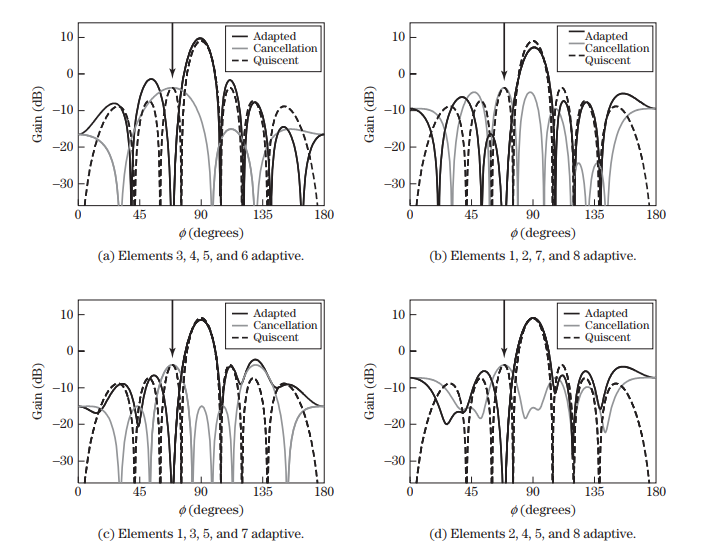 10
0
−10
−20
−30
Gain (dB)
Adapted
Cancellation
Quiscent
0 45 90 135 180
ϕ (degrees)
(a) Elements 3, 4, 5, and 6 adaptive.
10
0
−10
−20
−30
Gain (dB)
Adapted
Cancellation
Quiscent
0 45 90 135 180
ϕ (degrees)
(b) Elements 1, 2, 7, and 8 adaptive.
10
0
−10
−20
−30
Gain (dB)
Adapted
Cancellation
Quiscent
0 45 90 135 180
ϕ (degrees)
(c) Elements 1, 3, 5, and 7 adaptive.
10
0
−10
−20
−30
Gain (dB)
Adapted
Cancellation
Quiscent
0 45 90 135 180
ϕ (degrees)
(d) Elements 2, 4, 5, and 8 adaptive.